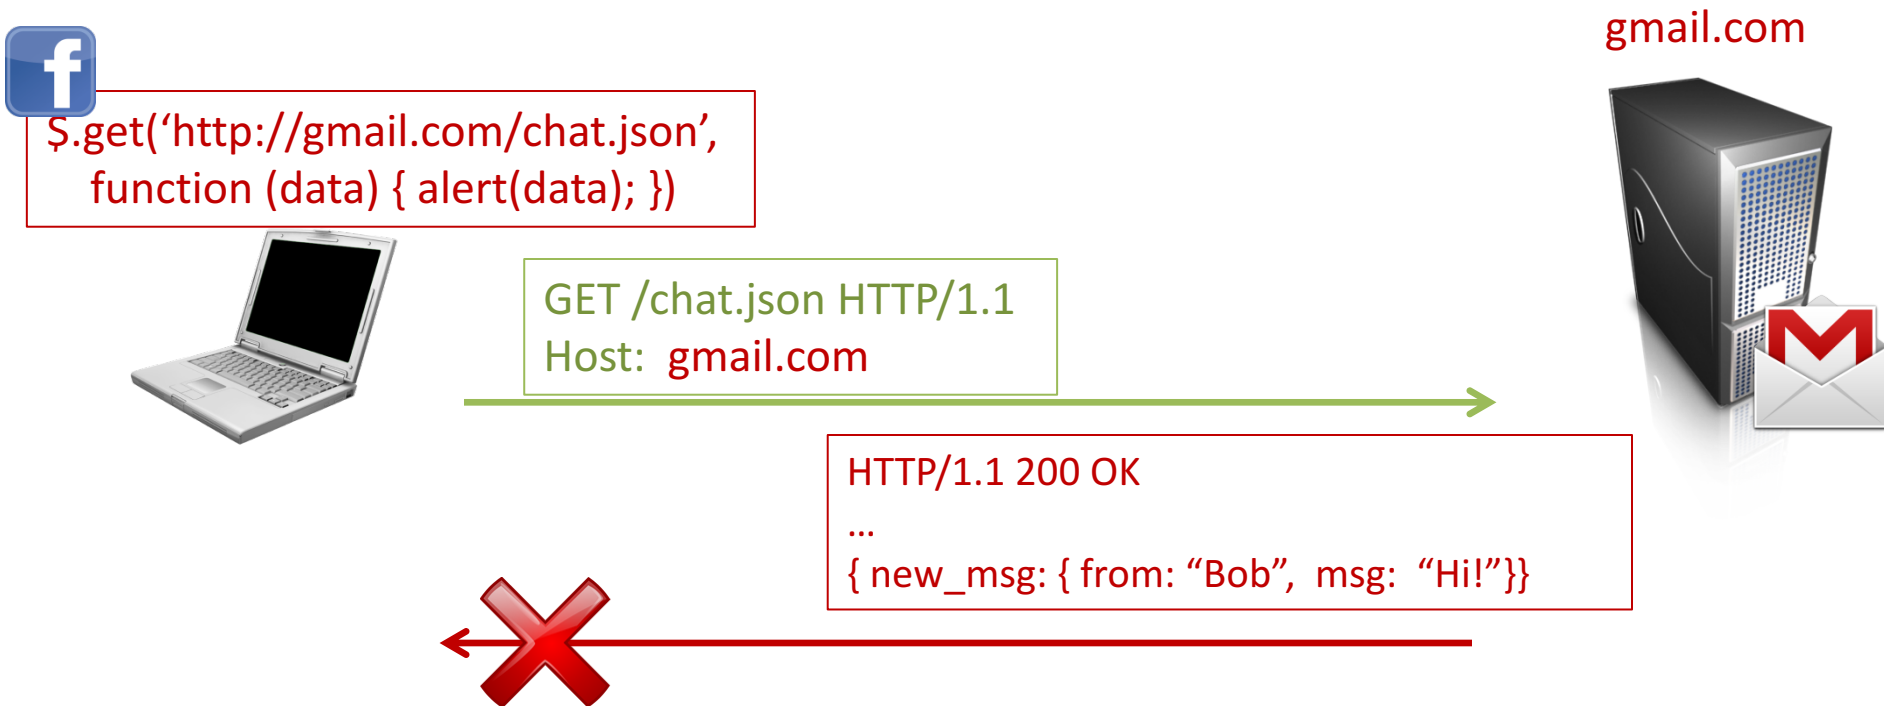 gmail.com
f
$.get(‘http://gmail.com/chat.json’,
function (data) { alert(data); })
GET /chat.json HTTP/1.1
Host: gmail.com
HTTP/1.1 200 OK
…
{ new_msg: { from: “Bob”, msg: “Hi!”}}